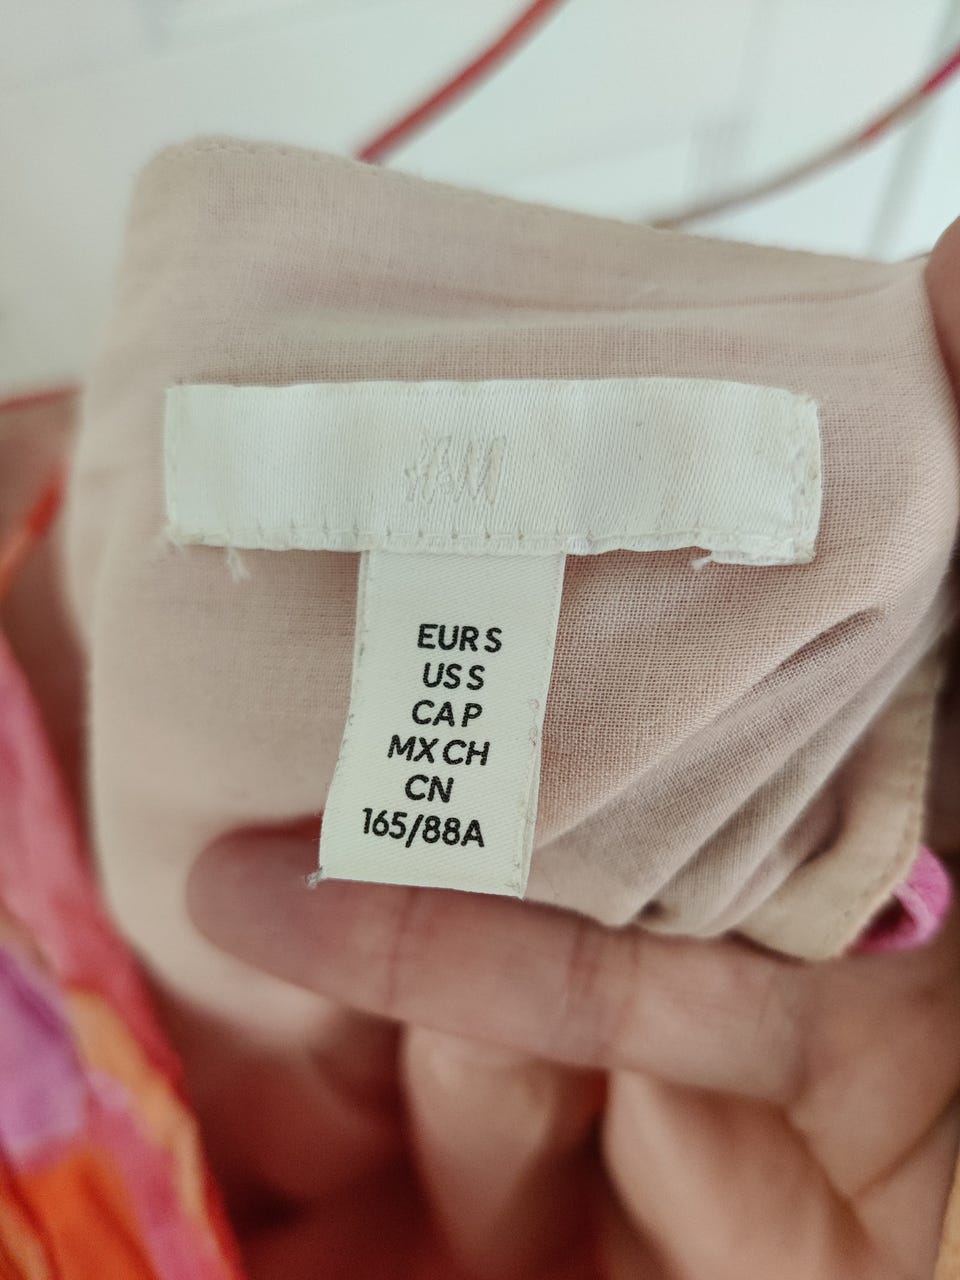 H&M
EUR S
US S
CA P
MX CH
CN
165/88A